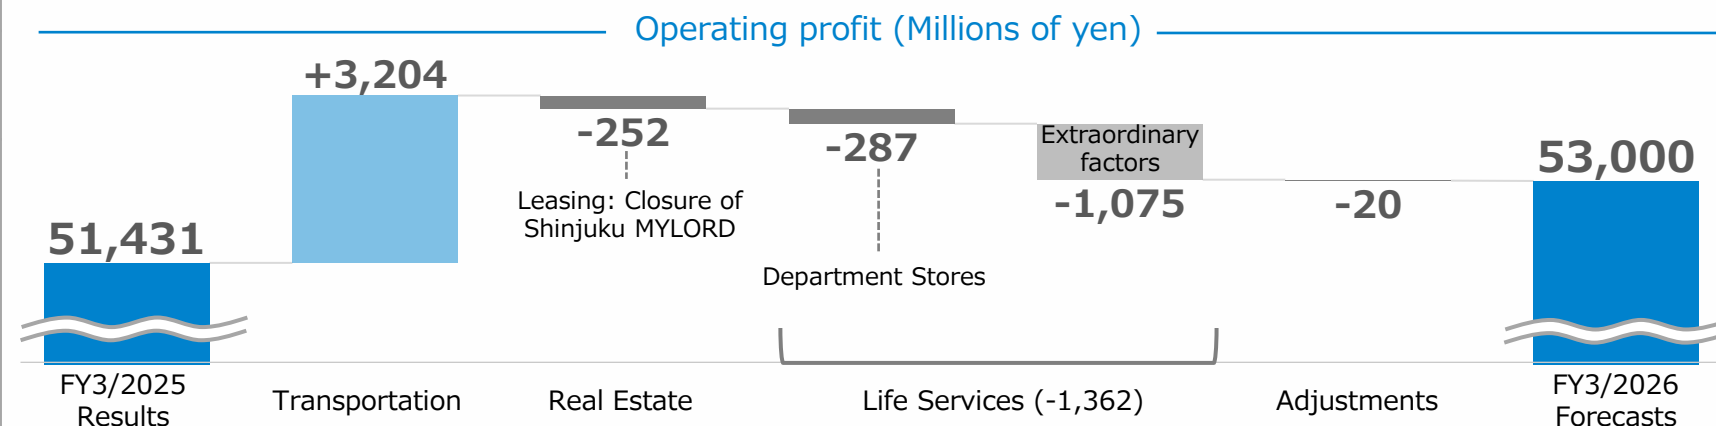 Operating profit (Millions of yen)
51,431
+3,204
-252
Leasing: Closure of
Shinjuku MYLORD
-287
Department Stores
Extraordinary
factors
-1,075
-20
53,000
FY3/2025
Results
Transportation
Real Estate
Life Services (-1,362)
Adjustments
FY3/2026
Forecasts